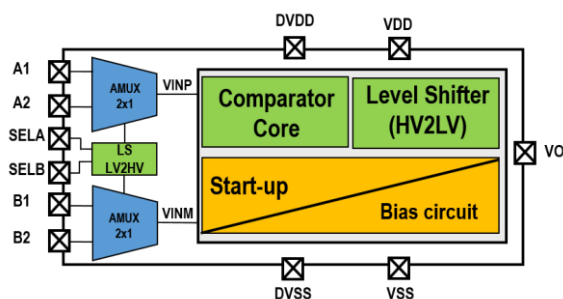 DVDD
VDD
A1
A2
SELA
SELB
B1
B2
AMUX
2x1
VINP
LS
LV2HV
AMUX
2x1
VINM
Comparator
Core
Level Shifter
(HV2LV)
Start-up
Bias circuit
VO
DVSS
VSS